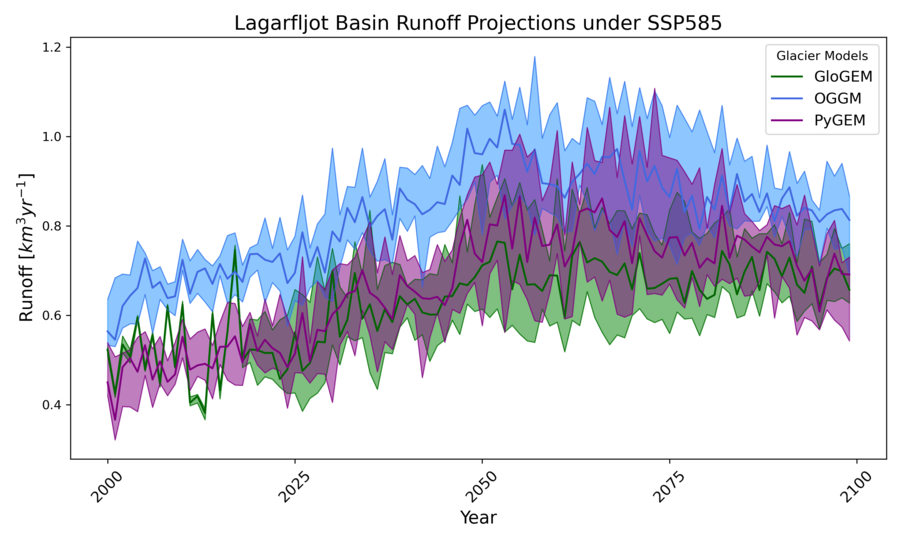 Lagarfljot Basin Runoff Projections under SSP585
Glacier Models
GloGEM
OGGM
PyGEM
1.2
1.0
0.8
0.6
0.4
Runoff [km³yr⁻¹]
2000
2025
2050
2075
2100
Year